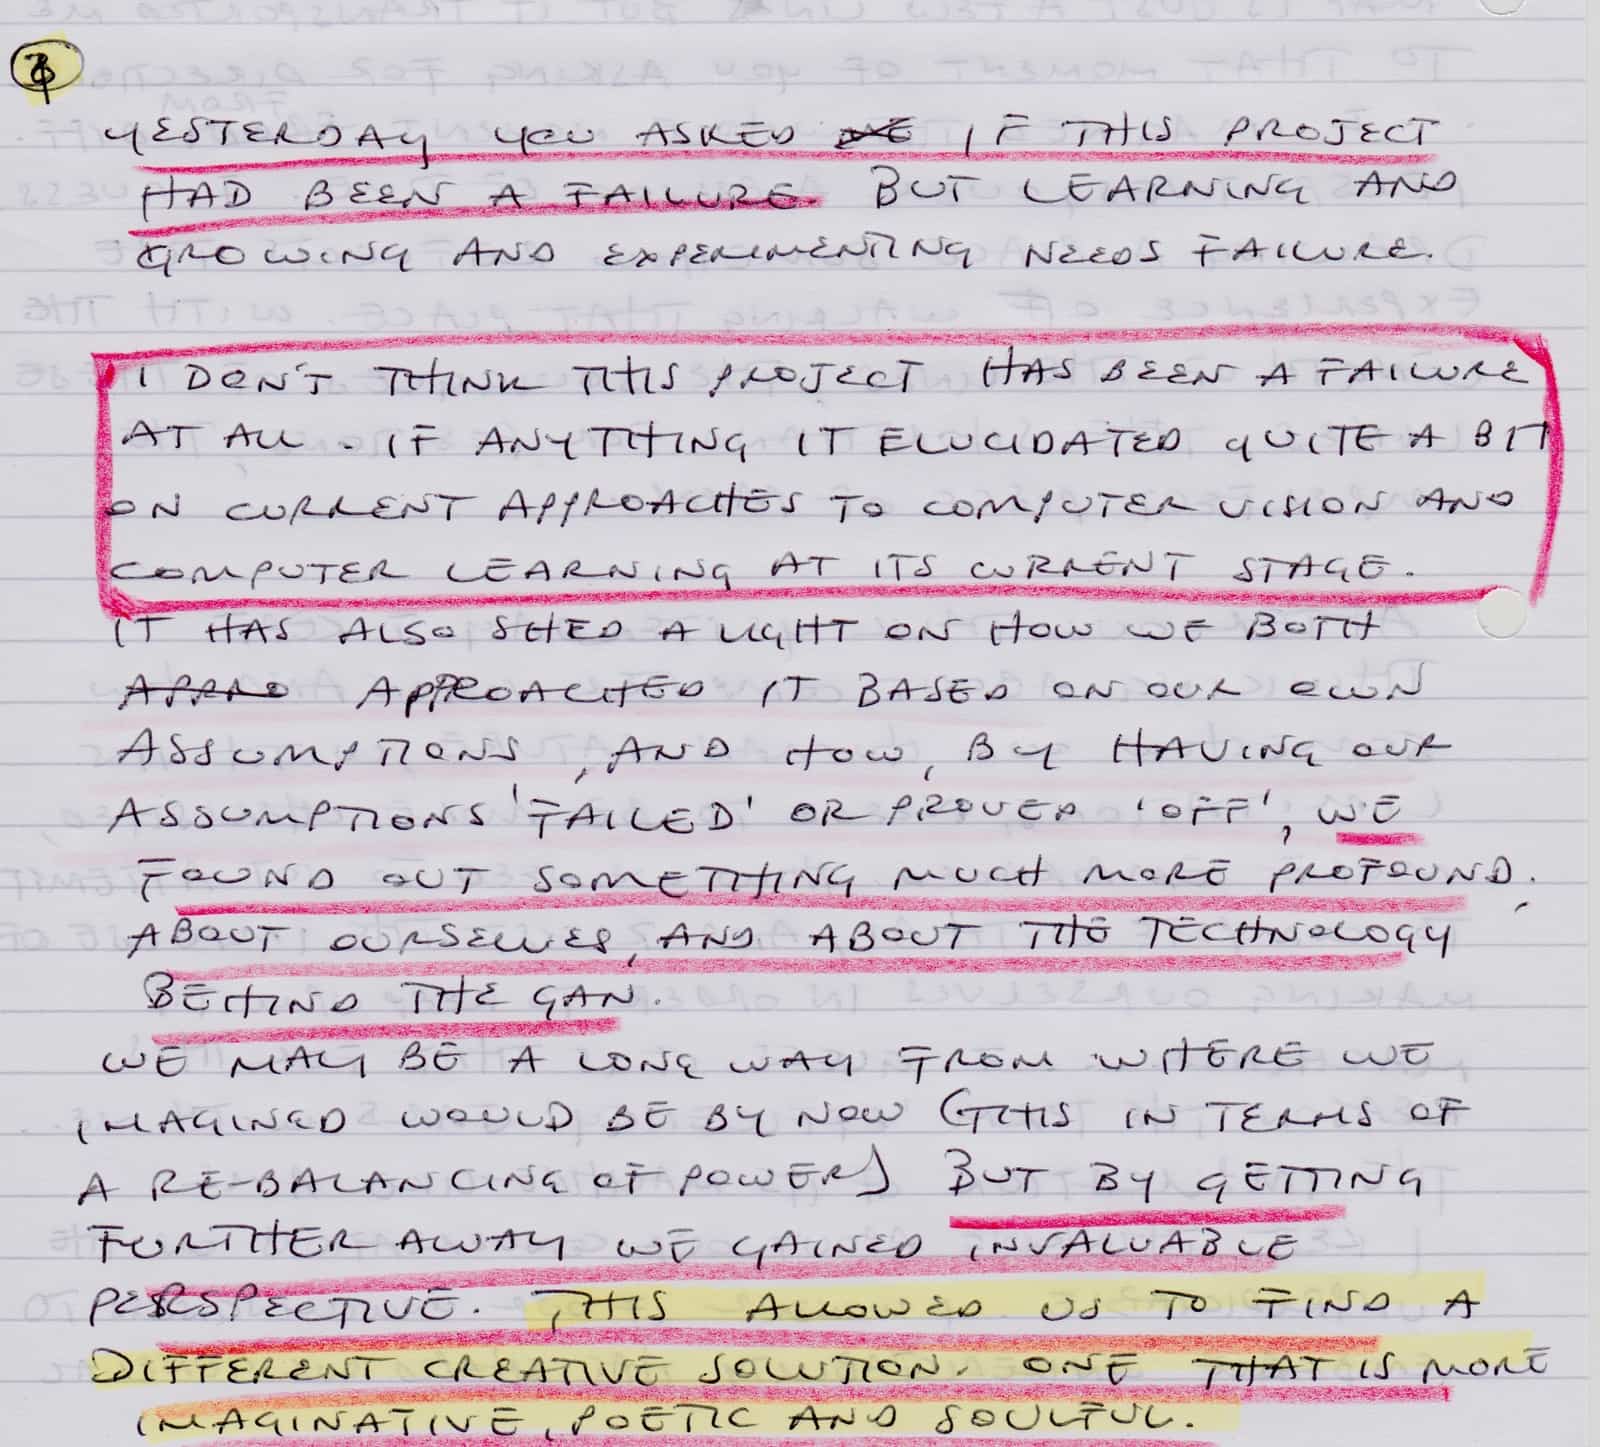 YESTERDAY YOU ASKED ME IF THIS PROJECT
HAD BEEN A FAILURE. BUT LEARNING AND
GROWING AND EXPERIMENTING NEEDS FAILURE.
I DON'T THINK THIS PROJECT HAS BEEN A FAILURE
AT ALL. IF ANYTHING IT ELUCIDATED QUITE A BIT
ON CURRENT APPROACHES TO COMPUTER VISION AND
COMPUTER LEARNING AT ITS CURRENT STAGE.
IT HAS ALSO SHED A LIGHT ON HOW WE BOTH
APPRO APPROACHED IT BASED ON OUR OWN
ASSUMPTIONS, AND HOW, BY HAVING OUR
ASSUMPTIONS 'FAILED' OR PROVED 'OFF', WE
FOUND OUT SOMETHING MUCH MORE PROFOUND.
ABOUT OURSELVES, AND ABOUT THE TECHNOLOGY
BEHIND THE GAN.
WE MAY BE A LONG WAY FROM WHERE WE
IMAGINED WOULD BE BY NOW (THIS IN TERMS OF
A RE-BALANCING OF POWER) BUT BY GETTING
FURTHER AWAY WE GAINED INVALUABLE
PERSPECTIVE. THIS ALLOWED US TO FIND A
DIFFERENT CREATIVE SOLUTION. ONE THAT IS MORE
IMAGINATIVE, POETIC AND SOULFUL.